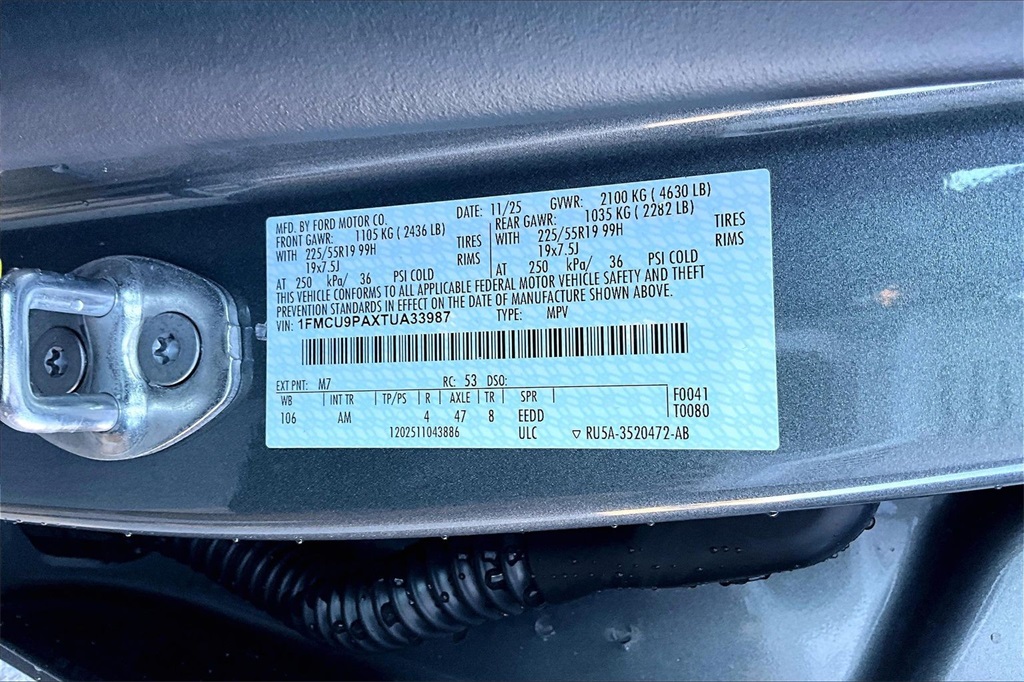 MFD. BY FORD MOTOR CO. DATE: 11/25 GVWR: 2100 KG ( 4630 LB)
FRONT GAWR: 1105 KG ( 2436 LB) REAR GAWR: 1035 KG ( 2282 LB)
WITH 225/55R19 99H TIRES WITH 225/55R19 99H TIRES
19x7.5J RIMS 19x7.5J RIMS
AT 250 kPa/ 36 PSI COLD AT 250 kPa/ 36 PSI COLD
THIS VEHICLE CONFORMS TO ALL APPLICABLE FEDERAL MOTOR VEHICLE SAFETY AND THEFT
PREVENTION STANDARDS IN EFFECT ON THE DATE OF MANUFACTURE SHOWN ABOVE.
VIN: 1FMCU9PAXTUA33987 TYPE: MPV
EXT PNT: M7 RC: 53 DSO:
WB INT TR TP/PS R AXLE TR SPR F0041
106 AM 4 47 8 EEDD T0080
1202511043886 ULC ▽ RU5A-3520472-AB